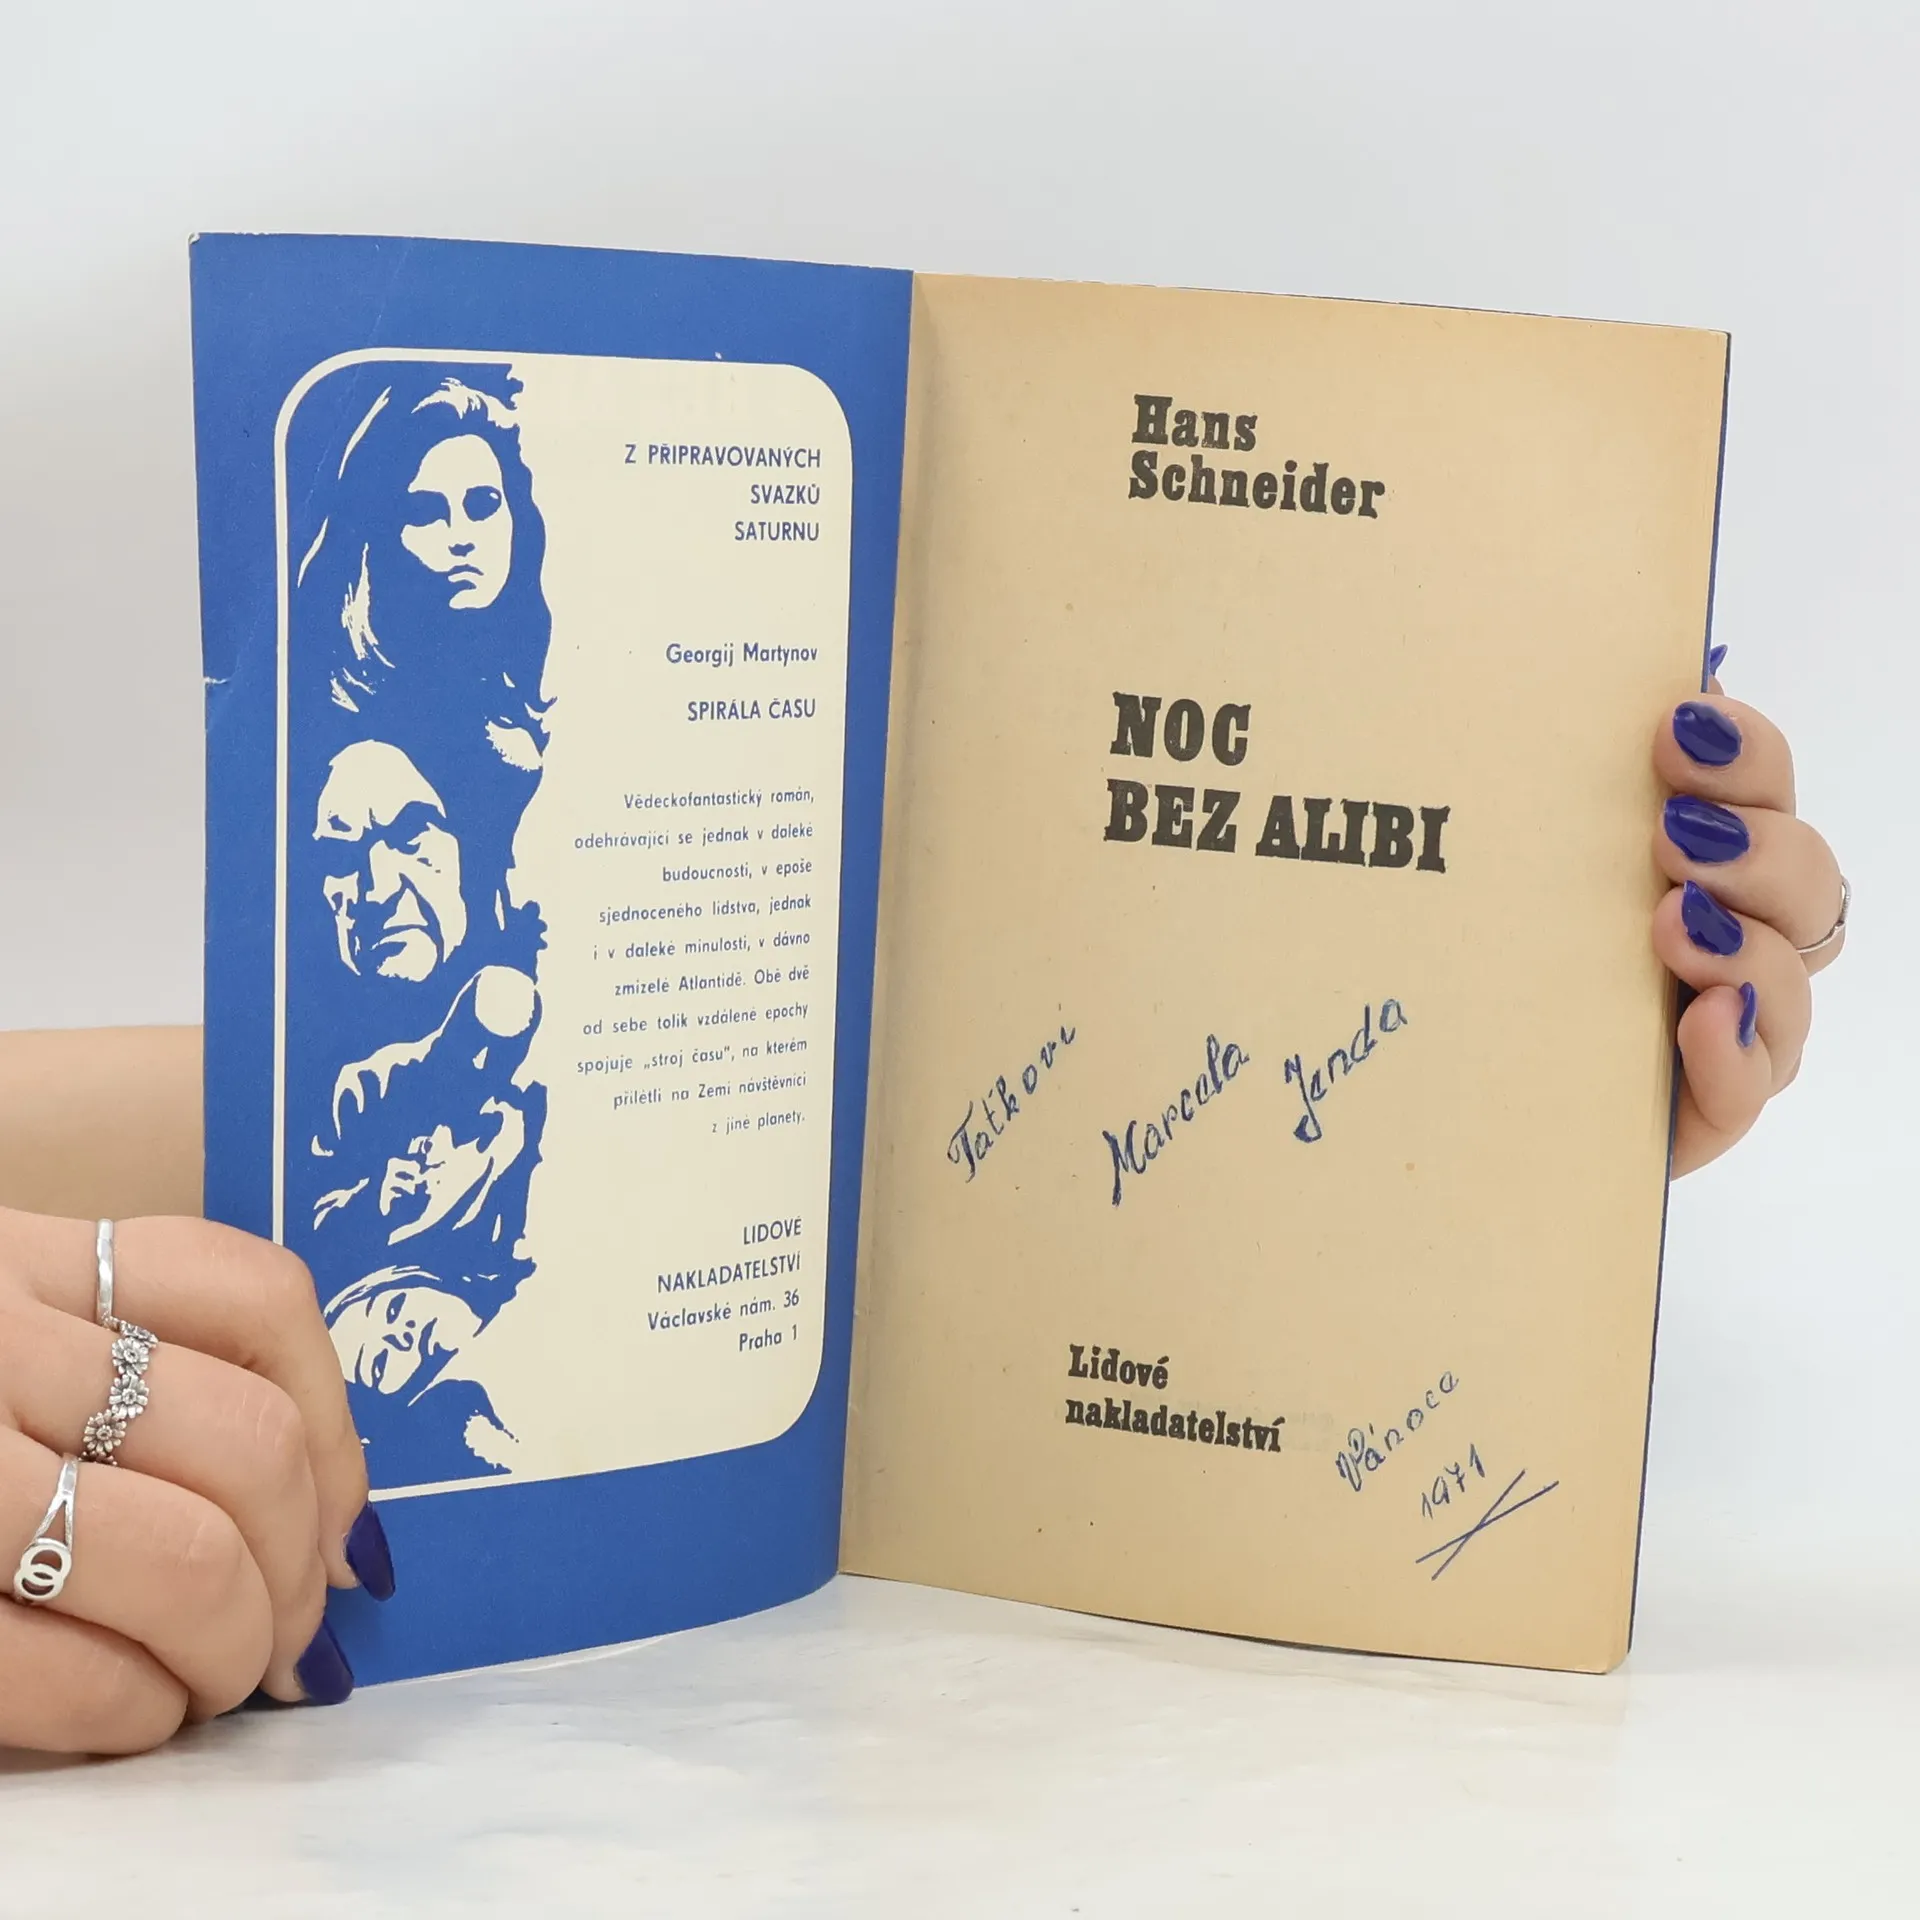 Z PŘIPRAVOVANÝCH
SVAZKŮ
SATURNU
Georgij Martynov
SPIRÁLA ČASU
Vědeckofantastický román,
odehrávající se jednak v daleké
budoucnosti, v epoše
sjednoceného lidstva, jednak
i v daleké minulosti, v dávno
zmizelé Atlantidě. Obě dvě
od sebe tolik vzdálené epochy
spojuje „stroj času", na kterém
přilétli na Zemi návštěvníci
z jiné planety.
LIDOVÉ
NAKLADATELSTVÍ
Václavské nám. 36
Praha 1
Hans
Schneider
NOC
BEZ ALIBI
Taťkovi
Marcela Jenda
Lidové
nakladatelství
Vánoce
1971